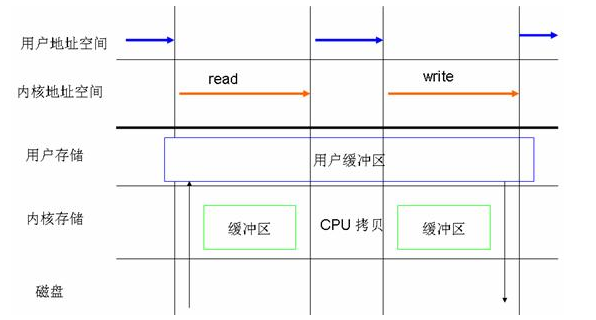 用户地址空间
内核地址空间
read
write
用户存储
用户缓冲区
内核存储
缓冲区
CPU 拷贝
缓冲区
磁盘